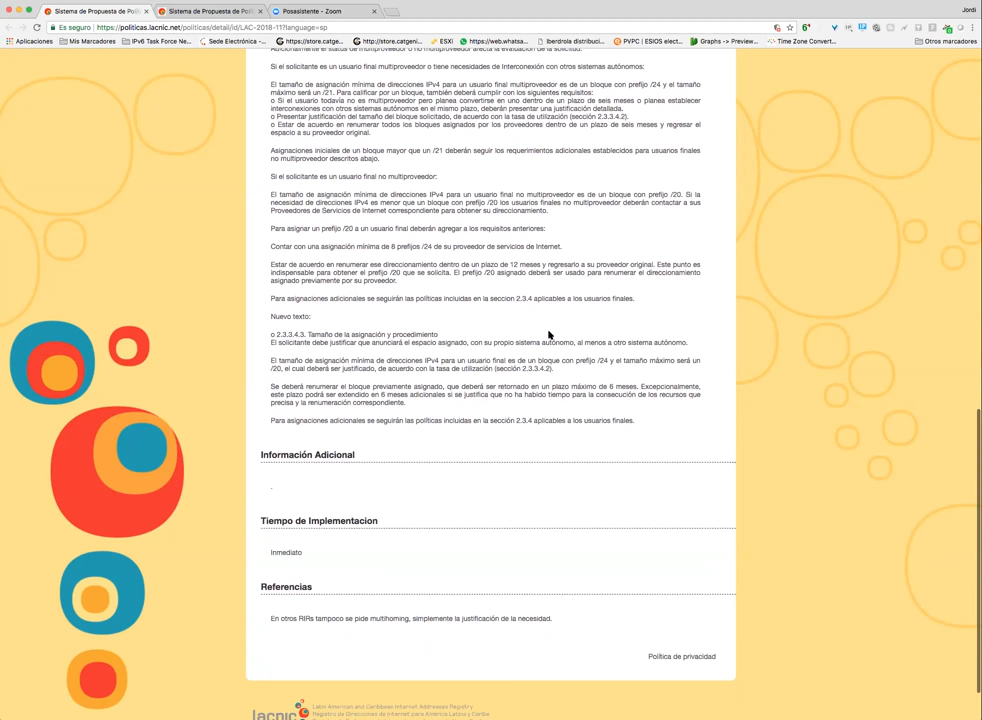 Sistema de Propuesta de Polí
Sistema de Propuesta de Polí
Posasistente - Zoom
Jordi
Es seguro
https://politicas.lacnic.net/politicas/detail/id/LAC-2018-11?language=sp
Aplicaciones
Mis Marcadores
IPv6 Task Force Ne...
Sede Electrónica -...
https://store.catge...
http://store.catgeni...
ESXi
https://web.whatsa...
Iberdrola distribuci...
PVPC | ESIOS elect...
Graphs -> Preview...
Time Zone Convert...
Otros marcadores
Si el solicitante es un usuario final multiproveedor o tiene necesidades de Interconexión con otros sistemas autónomos:
El tamaño de asignación mínima de direcciones IPv4 para un usuario final multiproveedor es de un bloque con prefijo /24 y el tamaño
máximo será un /21. Para calificar por un bloque, también deberá cumplir con los siguientes requisitos:
o Si el usuario todavía no es multiproveedor pero planea convertirse en uno dentro de un plazo de seis meses o planea establecer
interconexiones con otros sistemas autónomos en el mismo plazo, deberán presentar una justificación detallada.
o Presentar justificación del tamaño del bloque solicitado, de acuerdo con la tasa de utilización (sección 2.3.3.4.2).
o Estar de acuerdo en renumerar todos los bloques asignados por los proveedores dentro de un plazo de seis meses y regresar el
espacio a su proveedor original.
Asignaciones iniciales de un bloque mayor que un /21 deberán seguir los requerimientos adicionales establecidos para usuarios finales
no multiproveedor descritos abajo.
Si el solicitante es un usuario final no multiproveedor:
El tamaño de asignación mínima de direcciones IPv4 para un usuario final no multiproveedor es de un bloque con prefijo /20. Si la
necesidad de direcciones IPv4 es menor que un bloque con prefijo /20 los usuarios finales no multiproveedor deberán contactar a sus
Proveedores de Servicios de Internet correspondiente para obtener su direccionamiento.
Para asignar un prefijo /20 a un usuario final deberán agregar a los requisitos anteriores:
Contar con una asignación mínima de 8 prefijos /24 de su proveedor de servicios de Internet.
Estar de acuerdo en renumerar ese direccionamiento dentro de un plazo de 12 meses y regresarlo a su proveedor original. Este punto es
indispensable para obtener el prefijo /20 que se solicita. El prefijo /20 asignado deberá ser usado para renumerar el direccionamiento
asignado previamente por su proveedor.
Para asignaciones adicionales se seguirán las políticas incluidas en la seccion 2.3.4 aplicables a los usuarios finales.
Nuevo texto:
o 2.3.3.4.3. Tamaño de la asignación y procedimiento
El solicitante debe justificar que anunciará el espacio asignado, con su propio sistema autónomo, al menos a otro sistema autónomo.
El tamaño de asignación mínima de direcciones IPv4 para un usuario final es de un bloque con prefijo /24 y el tamaño máximo será un
/20, el cual deberá ser justificado, de acuerdo con la tasa de utilización (sección 2.3.3.4.2).
Se deberá renumerar el bloque previamente asignado, que deberá ser retornado en un plazo máximo de 6 meses. Excepcionalmente,
este plazo podrá ser extendido en 6 meses adicionales si se justifica que no ha habido tiempo para la consecución de los recursos que
precisa y la renumeración correspondiente.
Para asignaciones adicionales se seguirán las políticas incluidas en la sección 2.3.4 aplicables a los usuarios finales.
Información Adicional
.
Tiempo de Implementacion
Inmediato
Referencias
En otros RIRs tampoco se pide multihoming, simplemente la justificación de la necesidad.
Política de privacidad
lacnic
Latin American and Caribbean Internet Addresses Registry
Registro de Direcciones de Internet para América Latina y Caribe